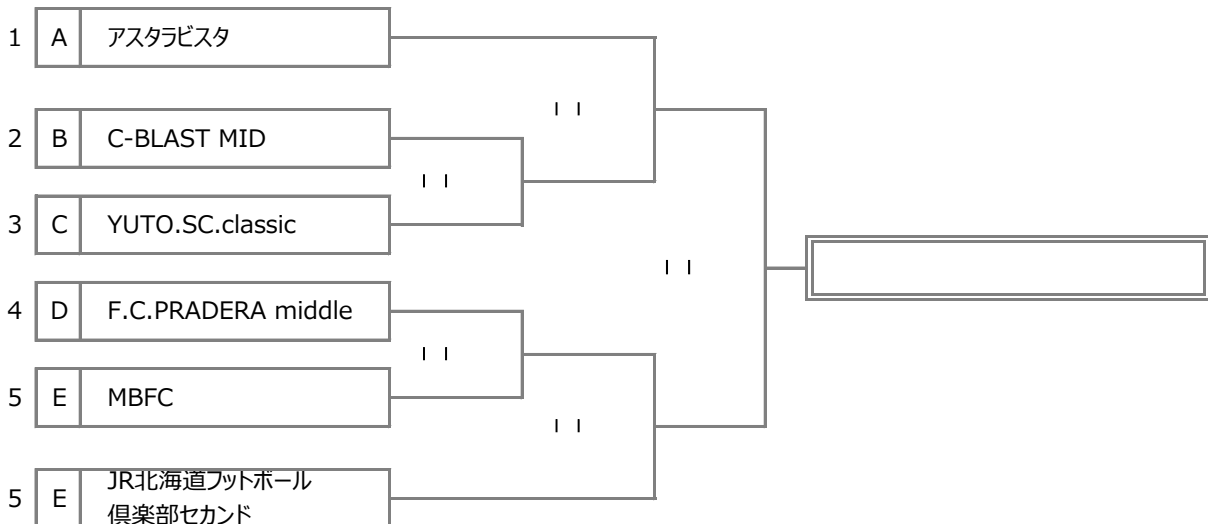 1 A アスタラビスタ
2 B C-BLAST MID
3 C YUTO.SC.classic
4 D F.C.PRADERA middle
5 E MBFC
5 E JR北海道フットボール
倶楽部セカンド